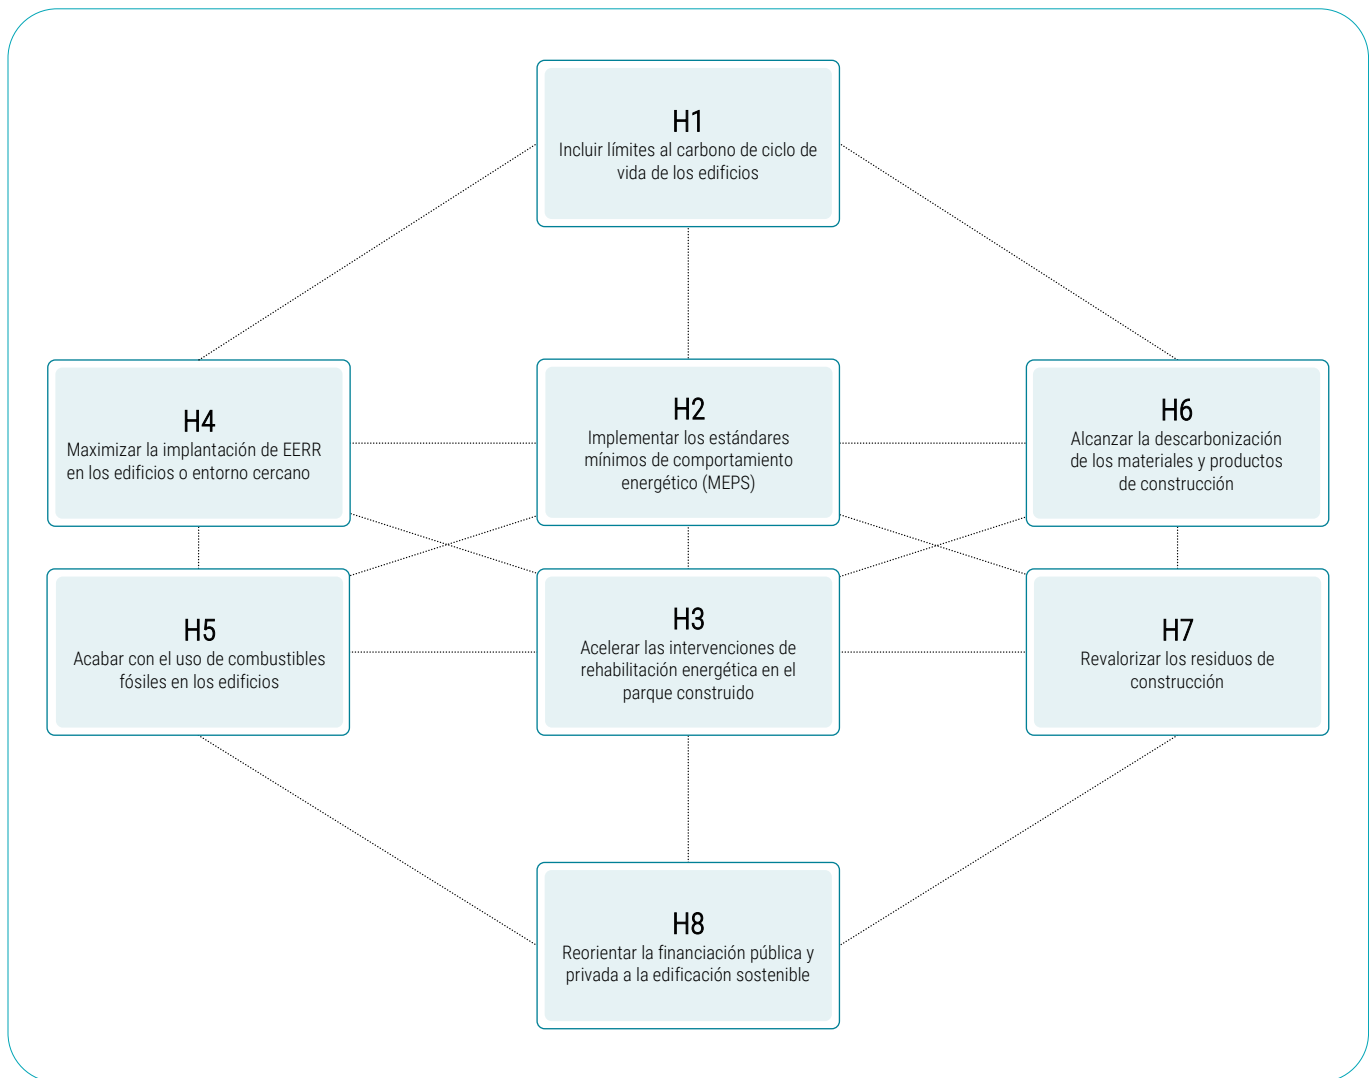 H1
Incluir límites al carbono de ciclo de
vida de los edificios
H4
Maximizar la implantación de EERR
en los edificios o entorno cercano
H2
Implementar los estándares
mínimos de comportamiento
energético (MEPS)
H6
Alcanzar la descarbonización
de los materiales y productos
de construcción
H5
Acabar con el uso de combustibles
fósiles en los edificios
H3
Acelerar las intervenciones de
rehabilitación energética en el
parque construido
H7
Revalorizar los residuos de
construcción
H8
Reorientar la financiación pública y
privada a la edificación sostenible